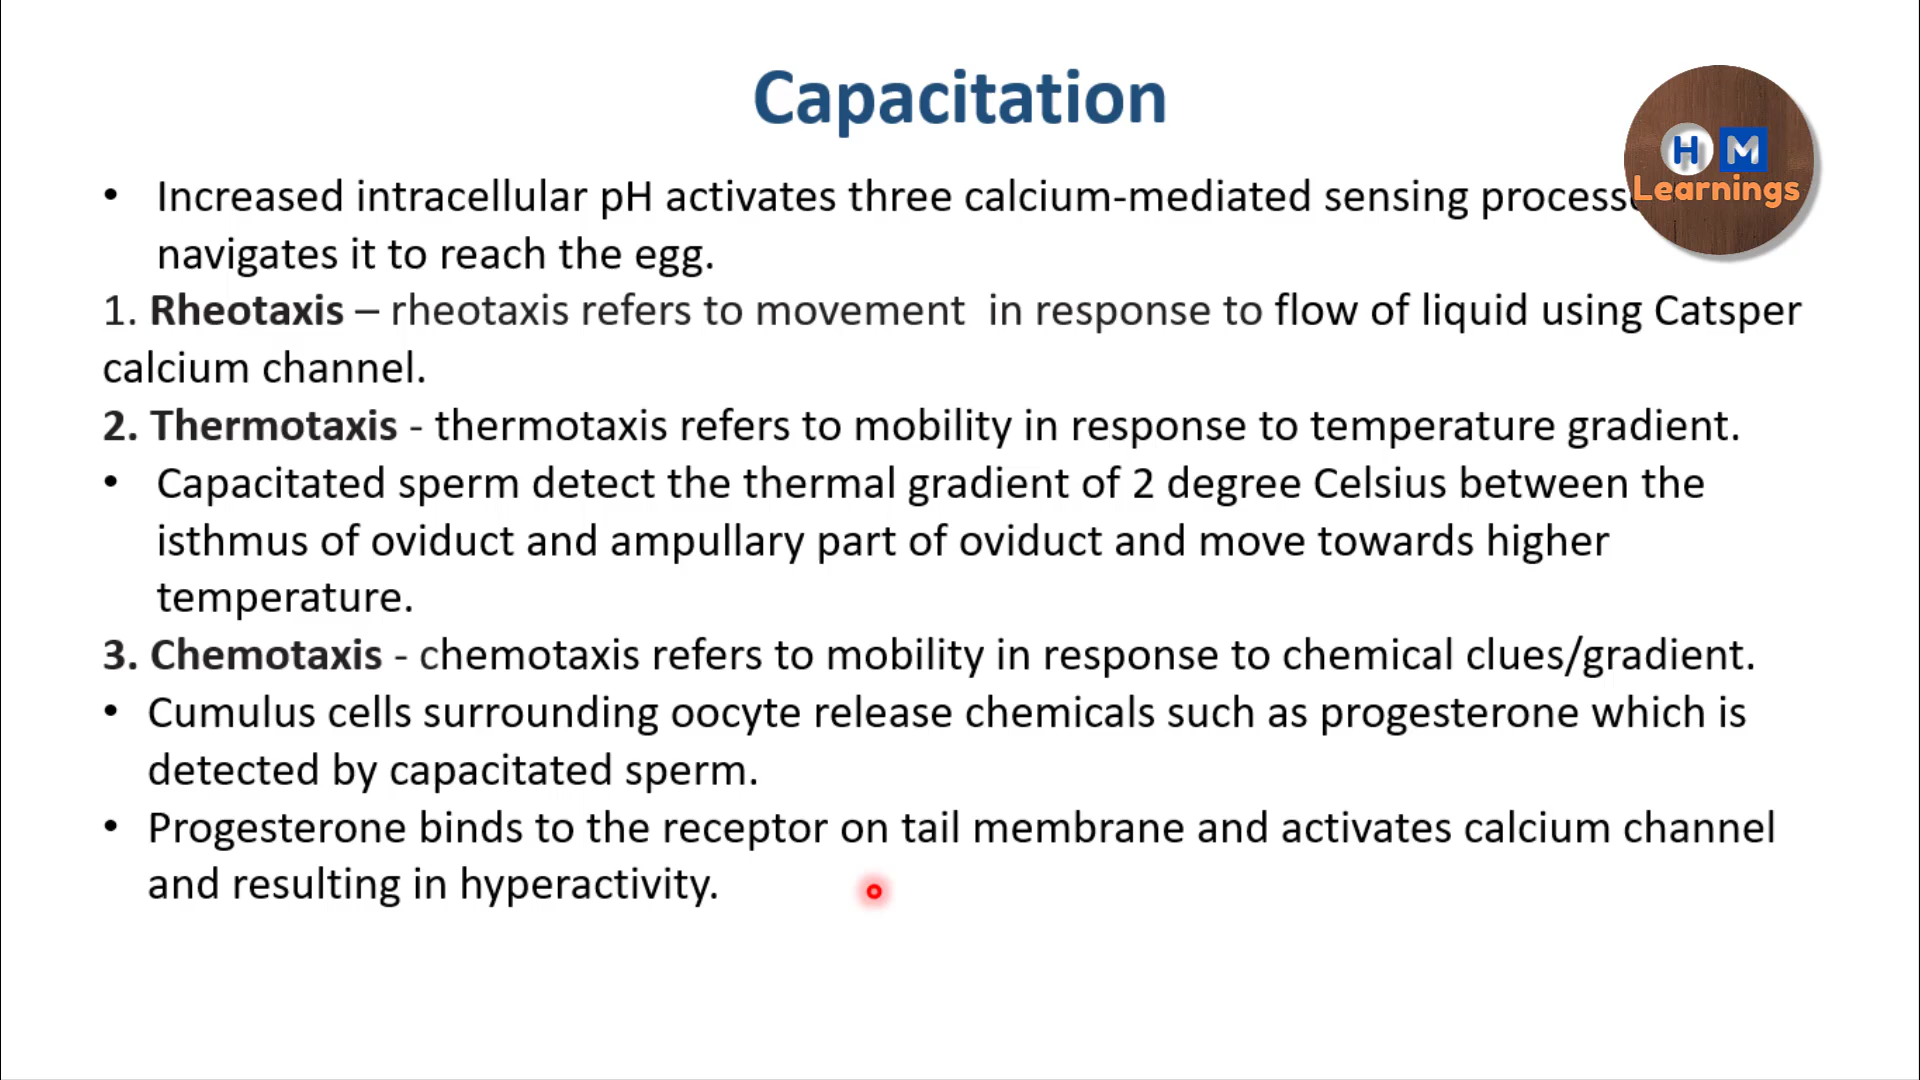 Capacitation
H M
Learnings
• Increased intracellular pH activates three calcium-mediated sensing
navigates it to reach the egg.
1. Rheotaxis – rheotaxis refers to movement in response to flow of liquid using Catsper
calcium channel.
2. Thermotaxis - thermotaxis refers to mobility in response to temperature gradient.
• Capacitated sperm detect the thermal gradient of 2 degree Celsius between the
isthmus of oviduct and ampullary part of oviduct and move towards higher
temperature.
3. Chemotaxis - chemotaxis refers to mobility in response to chemical clues/gradient.
• Cumulus cells surrounding oocyte release chemicals such as progesterone which is
detected by capacitated sperm.
• Progesterone binds to the receptor on tail membrane and activates calcium channel
and resulting in hyperactivity.